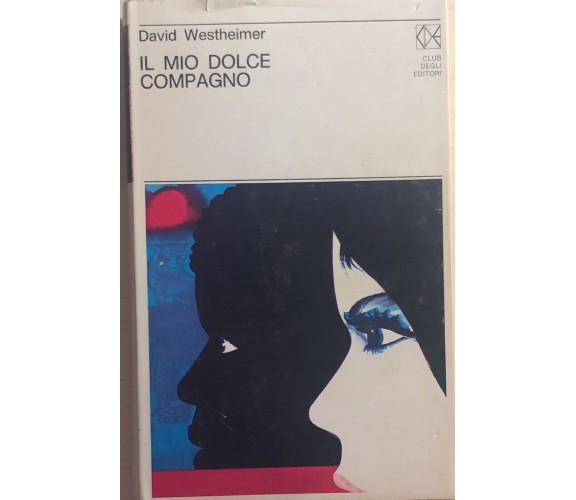 David Westheimer
IL MIO DOLCE
COMPAGNO
CLUB
DEGLI
EDITORI